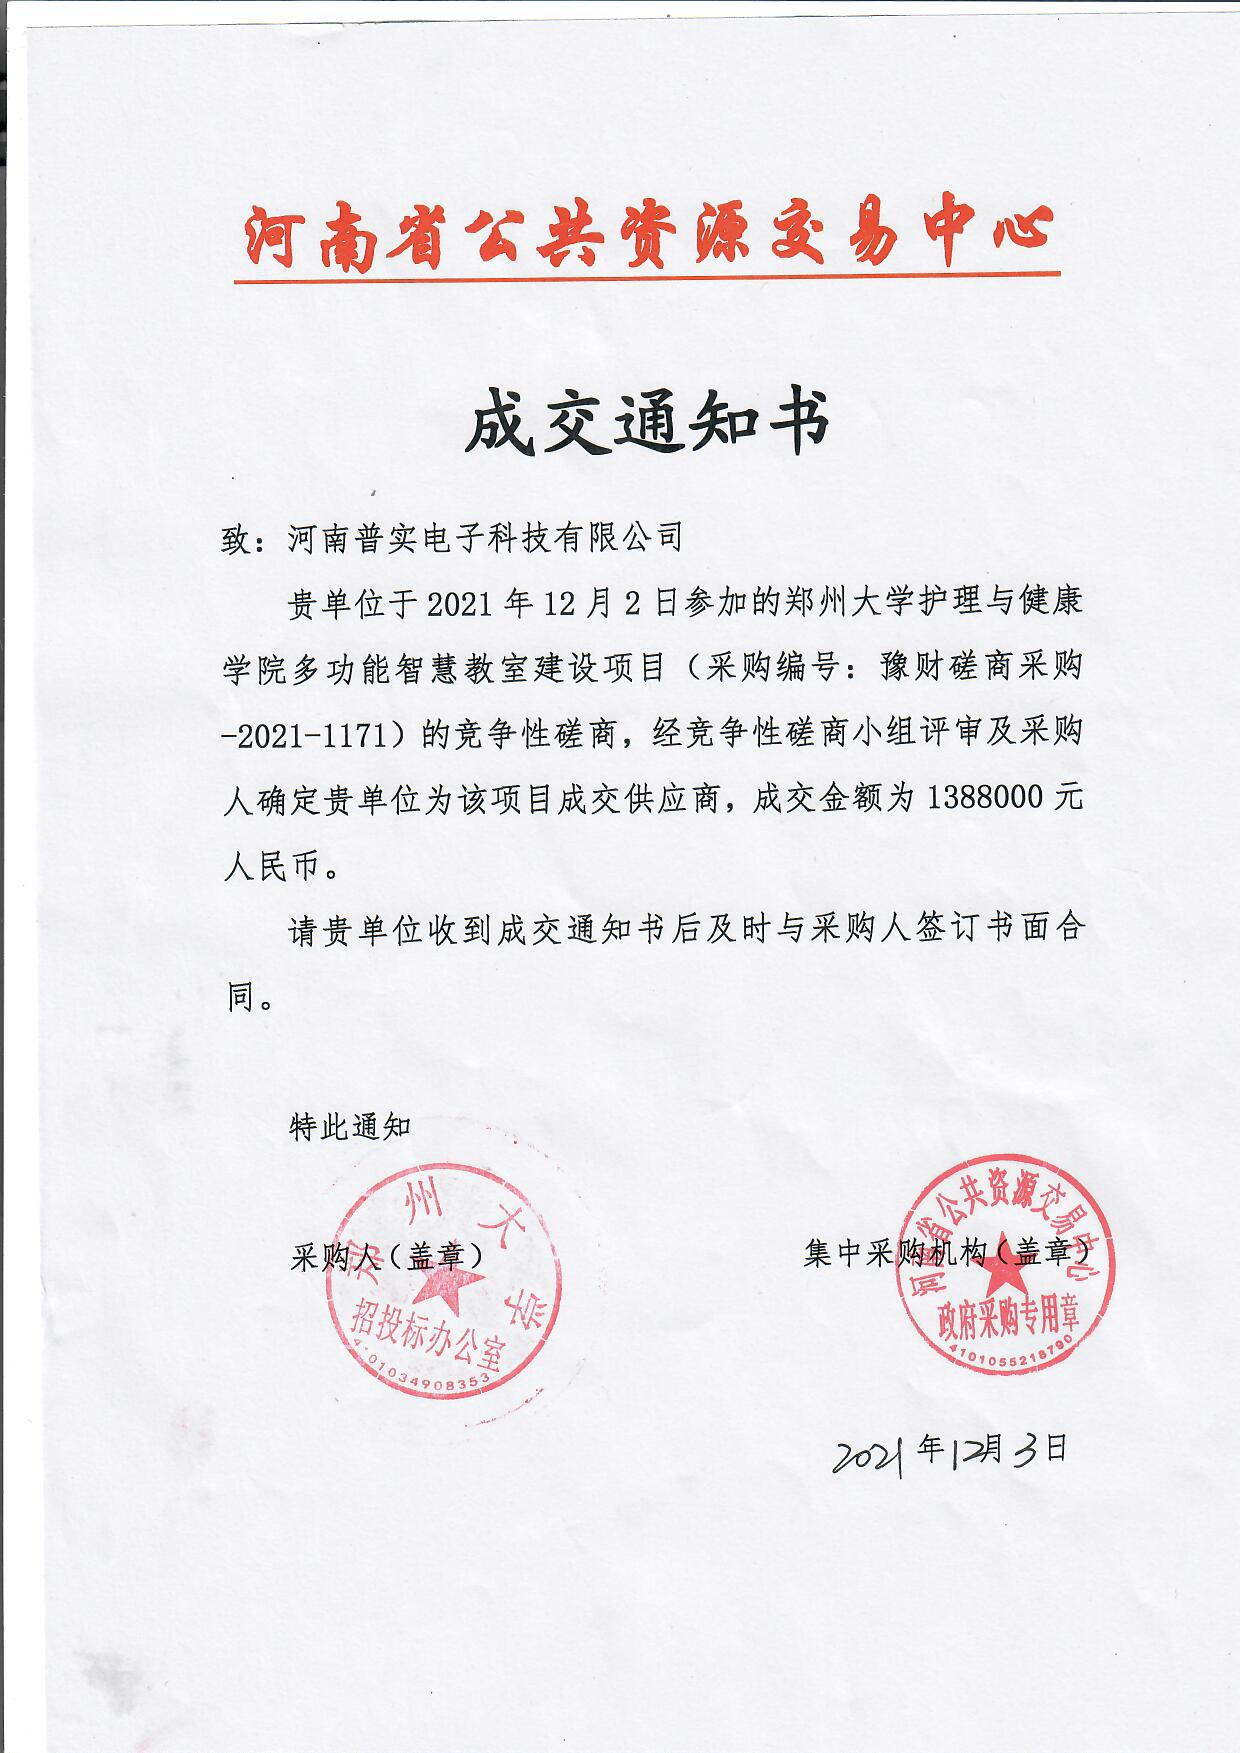 河南省公共资源交易中心
成交通知书
致：河南普实电子科技有限公司
贵单位于2021年12月2日参加的郑州大学护理与健康
学院多功能智慧教室建设项目（采购编号：豫财磋商采购
-2021-1171）的竞争性磋商，经竞争性磋商小组评审及采购
人确定贵单位为该项目成交供应商，成交金额为1388000元
人民币。
请贵单位收到成交通知书后及时与采购人签订书面合
同。
特此通知
采购人（盖章）
集中采购机构（盖章）
郑州大学
招投标办公室
4101034908353
河南省公共资源交易中心
政府采购专用章
4101055218790
2021年12月3日